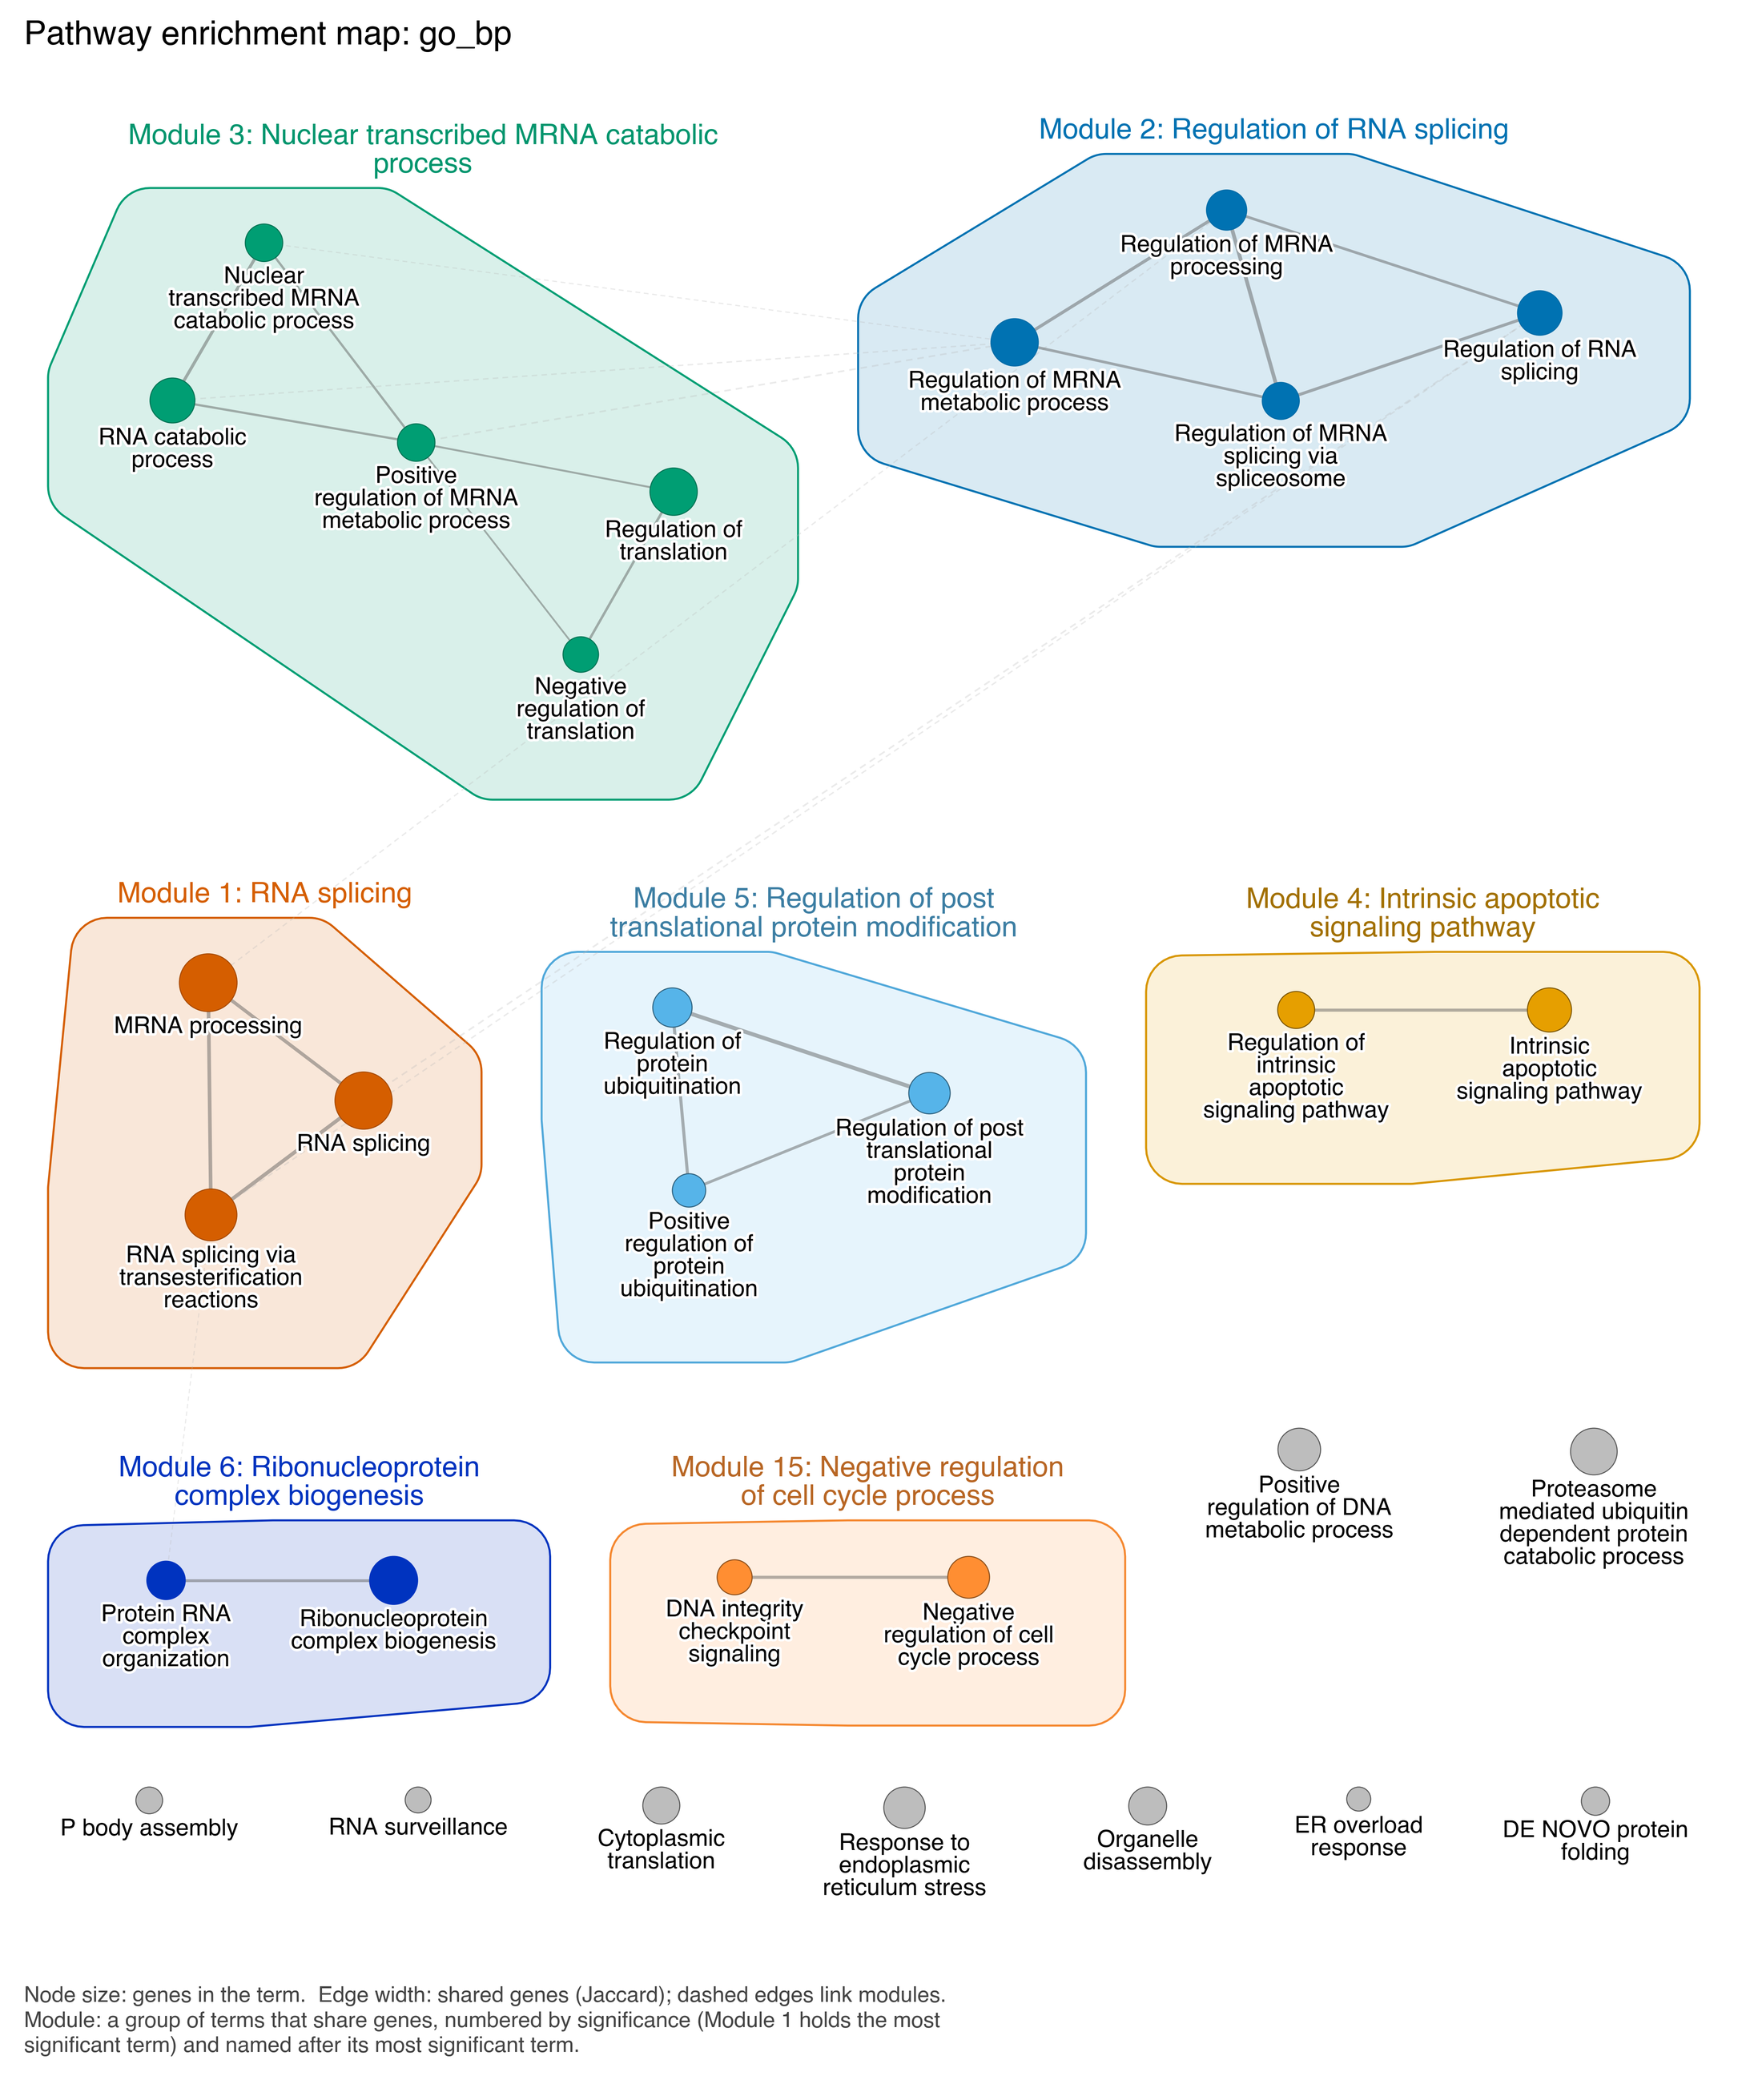 Pathway enrichment map: go_bp
Module 3: Nuclear transcribed MRNA catabolic
process
Nuclear
transcribed MRNA
catabolic process
RNA catabolic
process
Positive
regulation of MRNA
metabolic process
Regulation of
translation
Negative
regulation of
translation
Module 2: Regulation of RNA splicing
Regulation of MRNA
processing
Regulation of MRNA
metabolic process
Regulation of RNA
splicing
Regulation of MRNA
splicing via
spliceosome
Module 1: RNA splicing
MRNA processing
RNA splicing
RNA splicing via
transesterification
reactions
Module 5: Regulation of post
translational protein modification
Regulation of
protein
ubiquitination
Regulation of post
translational
protein
modification
Positive
regulation of
protein
ubiquitination
Module 4: Intrinsic apoptotic
signaling pathway
Regulation of
intrinsic
apoptotic
signaling pathway
Intrinsic
apoptotic
signaling pathway
Module 6: Ribonucleoprotein
complex biogenesis
Protein RNA
complex
organization
Ribonucleoprotein
complex biogenesis
Module 15: Negative regulation
of cell cycle process
DNA integrity
checkpoint
signaling
Negative
regulation of cell
cycle process
Positive
regulation of DNA
metabolic process
Proteasome
mediated ubiquitin
dependent protein
catabolic process
P body assembly
RNA surveillance
Cytoplasmic
translation
Response to
endoplasmic
reticulum stress
Organelle
disassembly
ER overload
response
DE NOVO protein
folding
Node size: genes in the term.  Edge width: shared genes (Jaccard); dashed edges link modules.
Module: a group of terms that share genes, numbered by significance (Module 1 holds the most
significant term) and named after its most significant term.